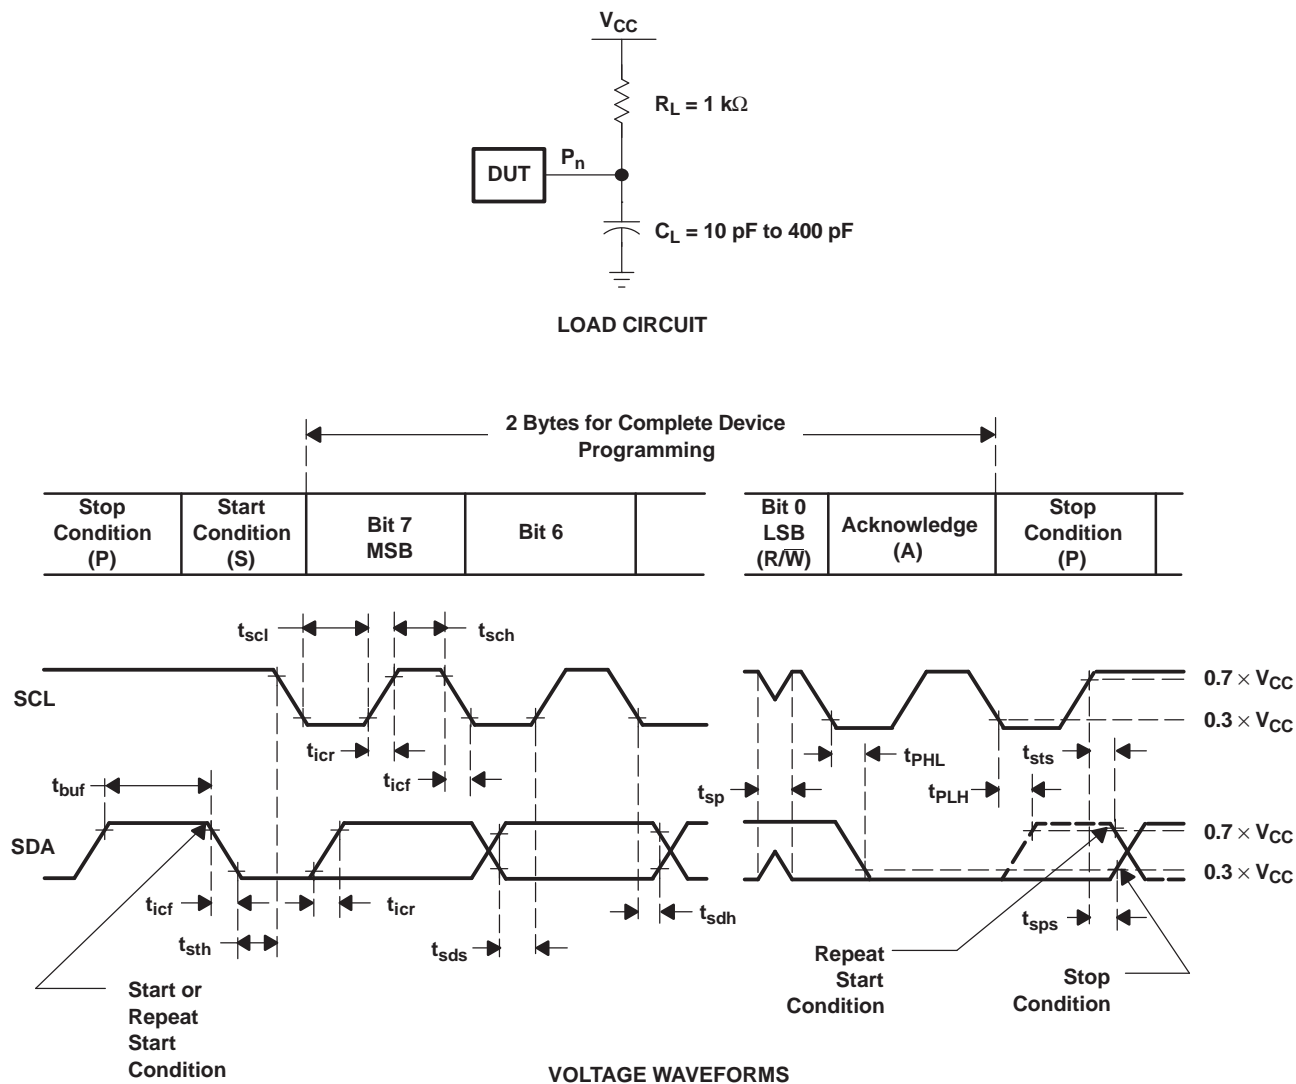 VCC
RL = 1 kΩ
DUT
Pn
CL = 10 pF to 400 pF
LOAD CIRCUIT
2 Bytes for Complete Device
Programming
Stop
Condition
(P)
Start
Condition
(S)
Bit 7
MSB
Bit 6
Bit 0
LSB
(R/W̅)
Acknowledge
(A)
Stop
Condition
(P)
tscl
tsch
SCL
0.7 × VCC
0.3 × VCC
ticr
ticf
tPHL
tsts
tbuf
tsp
tPLH
SDA
0.7 × VCC
0.3 × VCC
ticf
ticr
tsth
tsds
tsdh
tsps
Start or
Repeat
Start
Condition
Repeat
Start
Condition
Stop
Condition
VOLTAGE WAVEFORMS